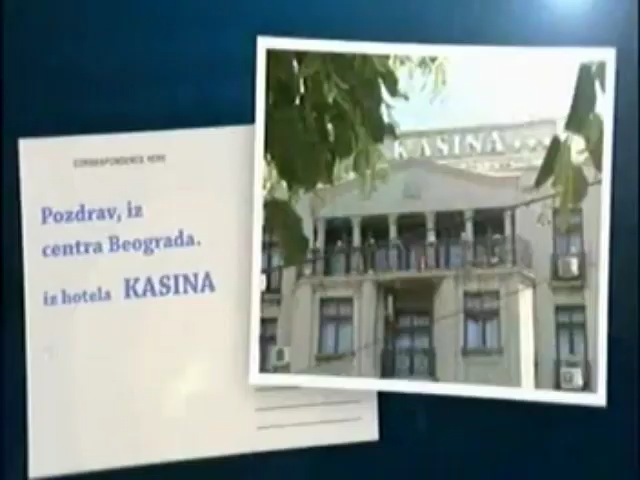 CORRESPONDENCE HERE
Pozdrav, iz
centra Beograda.
iz hotela KASINA
KASINA ***